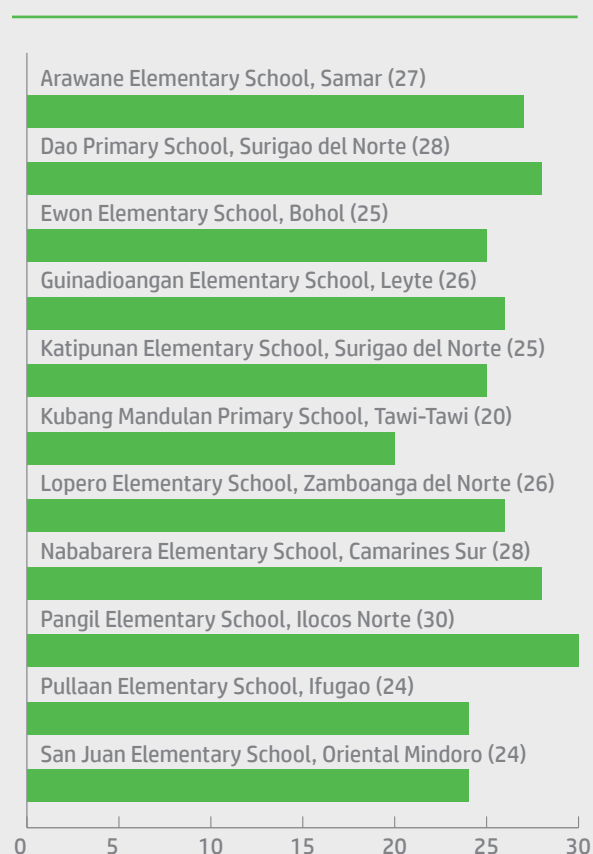 Arawane Elementary School, Samar (27)
Dao Primary School, Surigao del Norte (28)
Ewon Elementary School, Bohol (25)
Guinadioangan Elementary School, Leyte (26)
Katipunan Elementary School, Surigao del Norte (25)
Kubang Mandulan Primary School, Tawi-Tawi (20)
Lopero Elementary School, Zamboanga del Norte (26)
Nababarera Elementary School, Camarines Sur (28)
Pangil Elementary School, Ilocos Norte (30)
Pullaan Elementary School, Ifugao (24)
San Juan Elementary School, Oriental Mindoro (24)
0 5 10 15 20 25 30